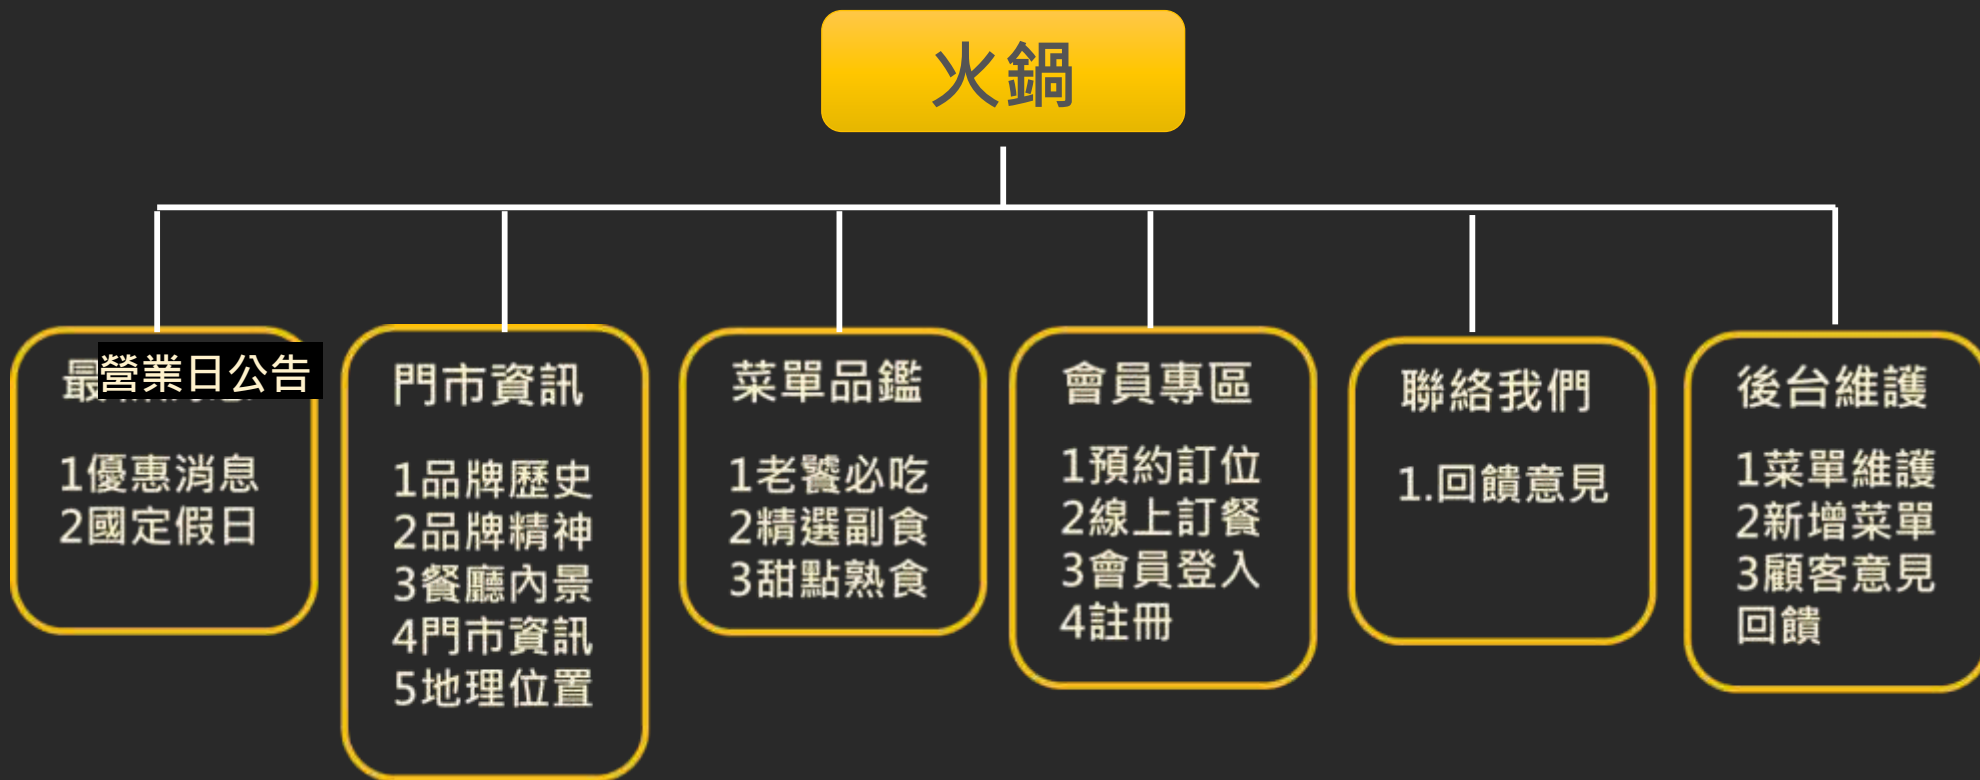 火鍋
營業日公告
1優惠消息
2國定假日
門市資訊
1品牌歷史
2品牌精神
3餐廳內景
4門市資訊
5地理位置
菜單品鑑
1老饕必吃
2精選副食
3甜點熟食
會員專區
1預約訂位
2線上訂餐
3會員登入
4註冊
聯絡我們
1.回饋意見
後台維護
1菜單維護
2新增菜單
3顧客意見
回饋